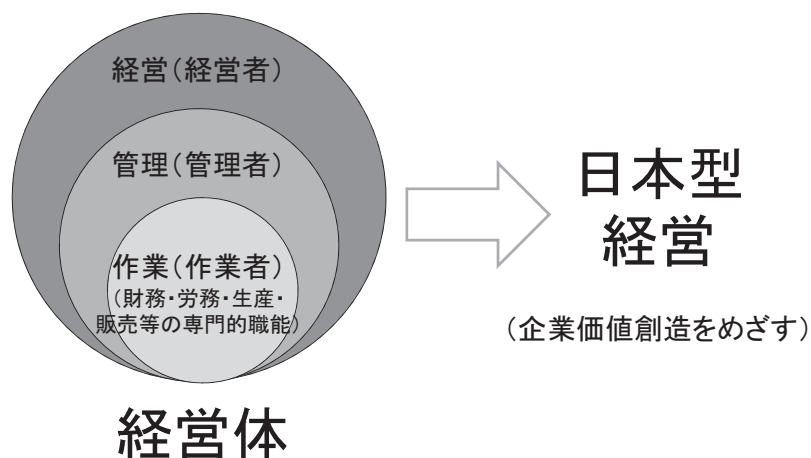 経営(経営者)
管理(管理者)
作業(作業者)
(財務・労務・生産・
販売等の専門的職能)
経営体
日本型
経営
(企業価値創造をめざす)